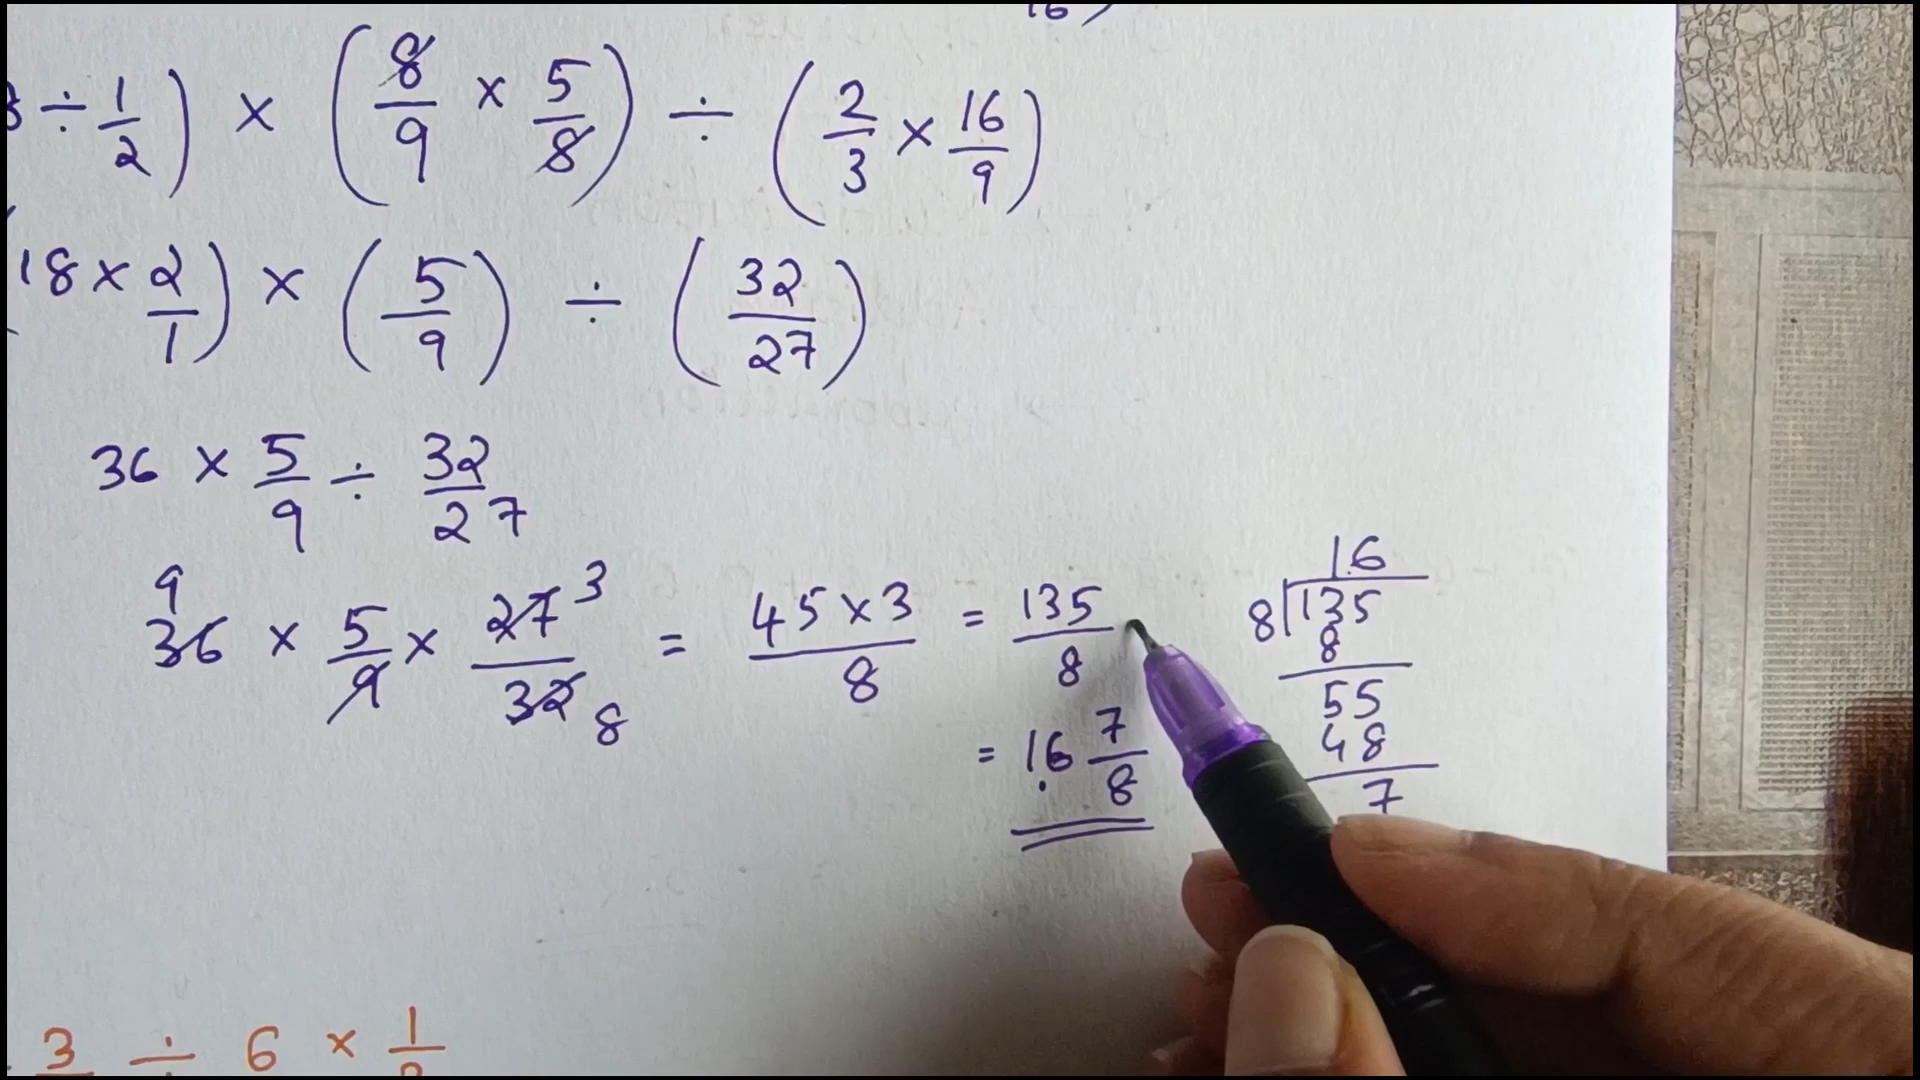 16)
÷ 1/2) × (8/9 × 5/8) ÷ (2/3 × 16/9)
18 × 2/1) × (5/9) ÷ (32/27)
36 × 5/9 ÷ 32/27
9 3
36 × 5/9 × 27/32 = 45 × 3/8 = 135/8
8
= 16 7/8
16
8 135
8
55
48
7
3 ÷ 6 × 1